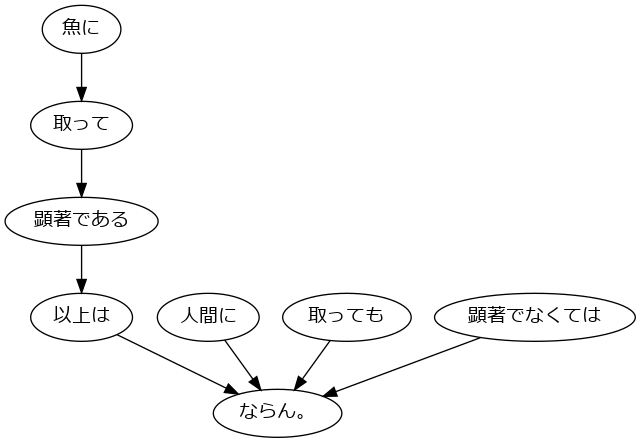 魚に
取って
顕著である
以上は
人間に
取っても
顕著でなくては
ならん。